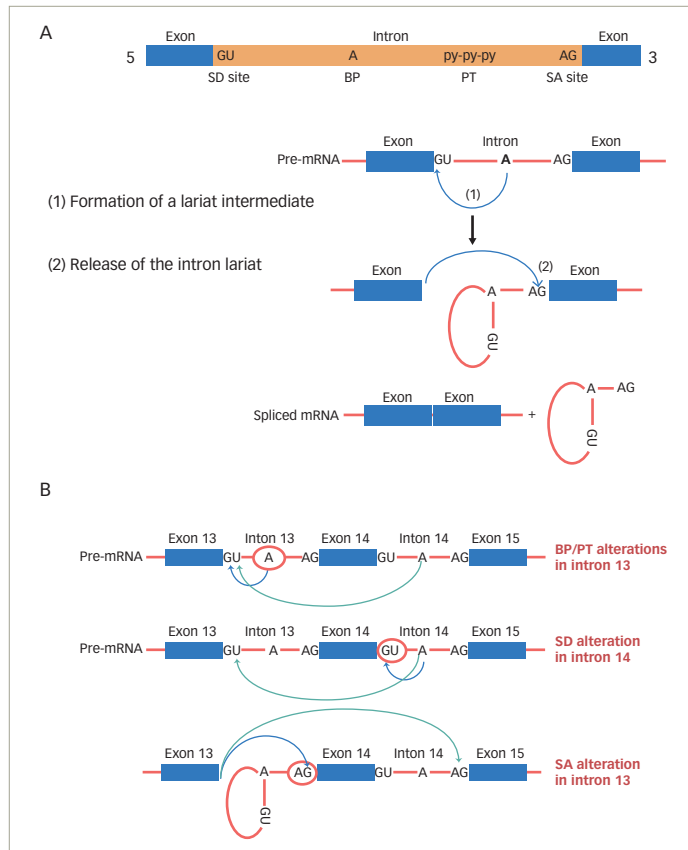 A
Exon Intron Exon
5 GU A py-py-py AG 3
SD site BP PT SA site
Exon Intron Exon
Pre-mRNA GU A AG
(1)
(1) Formation of a lariat intermediate
(2) Release of the intron lariat
(2)
Exon A AG Exon
GU
Exon Exon
A AG
Spliced mRNA +
GU
B
Exon 13 Inton 13 Exon 14 Inton 14 Exon 15
Pre-mRNA GU A AG GU A AG
BP/PT alterations
in intron 13
Exon 13 Inton 13 Exon 14 Inton 14 Exon 15
Pre-mRNA GU A AG GU A AG
SD alteration
in intron 14
Exon 13 Exon 14 Inton 14 Exon 15
A AG GU A AG
GU
SA alteration
in intron 13